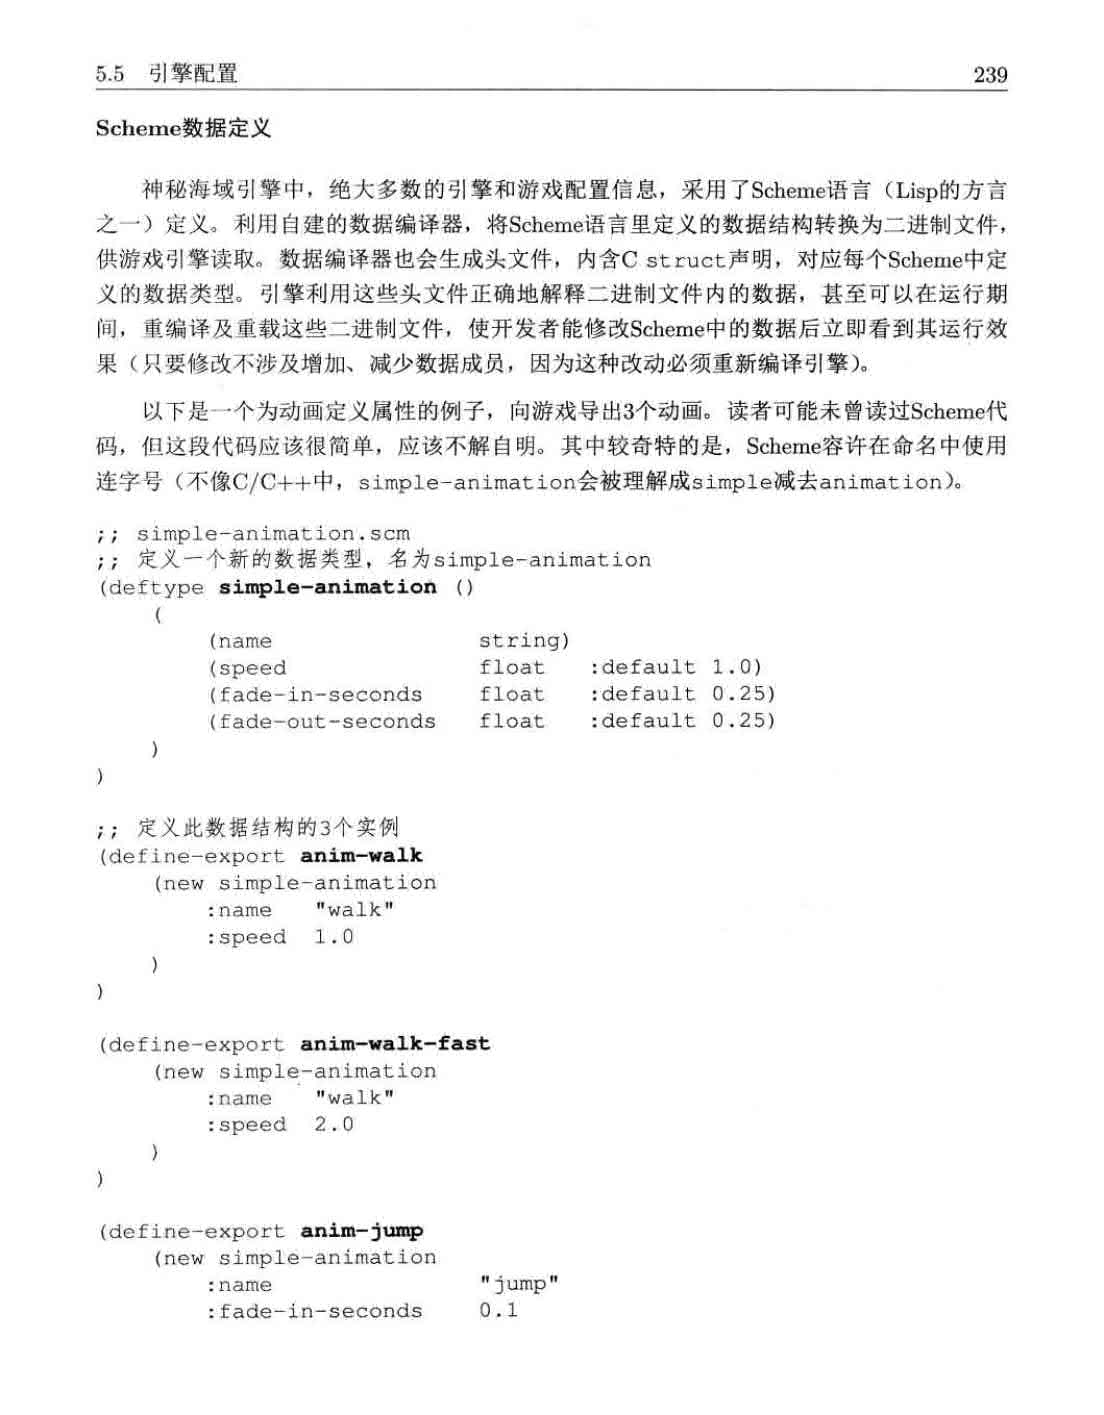 5.5 引擎配置 239
Scheme数据定义
神秘海域引擎中，绝大多数的引擎和游戏配置信息，采用了Scheme语言（Lisp的方言
之一）定义。利用自建的数据编译器，将Scheme语言里定义的数据结构转换为二进制文件，
供游戏引擎读取。数据编译器也会生成头文件，内含C struct声明，对应每个Scheme中定
义的数据类型。引擎利用这些头文件正确地解释二进制文件内的数据，甚至可以在运行期
间，重编译及重载这些二进制文件，使开发者能修改Scheme中的数据后立即看到其运行效
果（只要修改不涉及增加、减少数据成员，因为这种改动必须重新编译引擎）。
以下是一个为动画定义属性的例子，向游戏导出3个动画。读者可能未曾读过Scheme代
码，但这段代码应该很简单，应该不解自明。其中较奇特的是，Scheme容许在命名中使用
连字号（不像C/C++中，simple-animation会被理解成simple减去animation）。
;; simple-animation.scm
;; 定义一个新的数据类型，名为simple-animation
(deftype simple-animation ()
(
(name string)
(speed float :default 1.0)
(fade-in-seconds float :default 0.25)
(fade-out-seconds float :default 0.25)
)
)
;; 定义此数据结构的3个实例
(define-export anim-walk
(new simple-animation
:name "walk"
:speed 1.0
)
)
(define-export anim-walk-fast
(new simple-animation
:name "walk"
:speed 2.0
)
)
(define-export anim-jump
(new simple-animation
:name "jump"
:fade-in-seconds 0.1